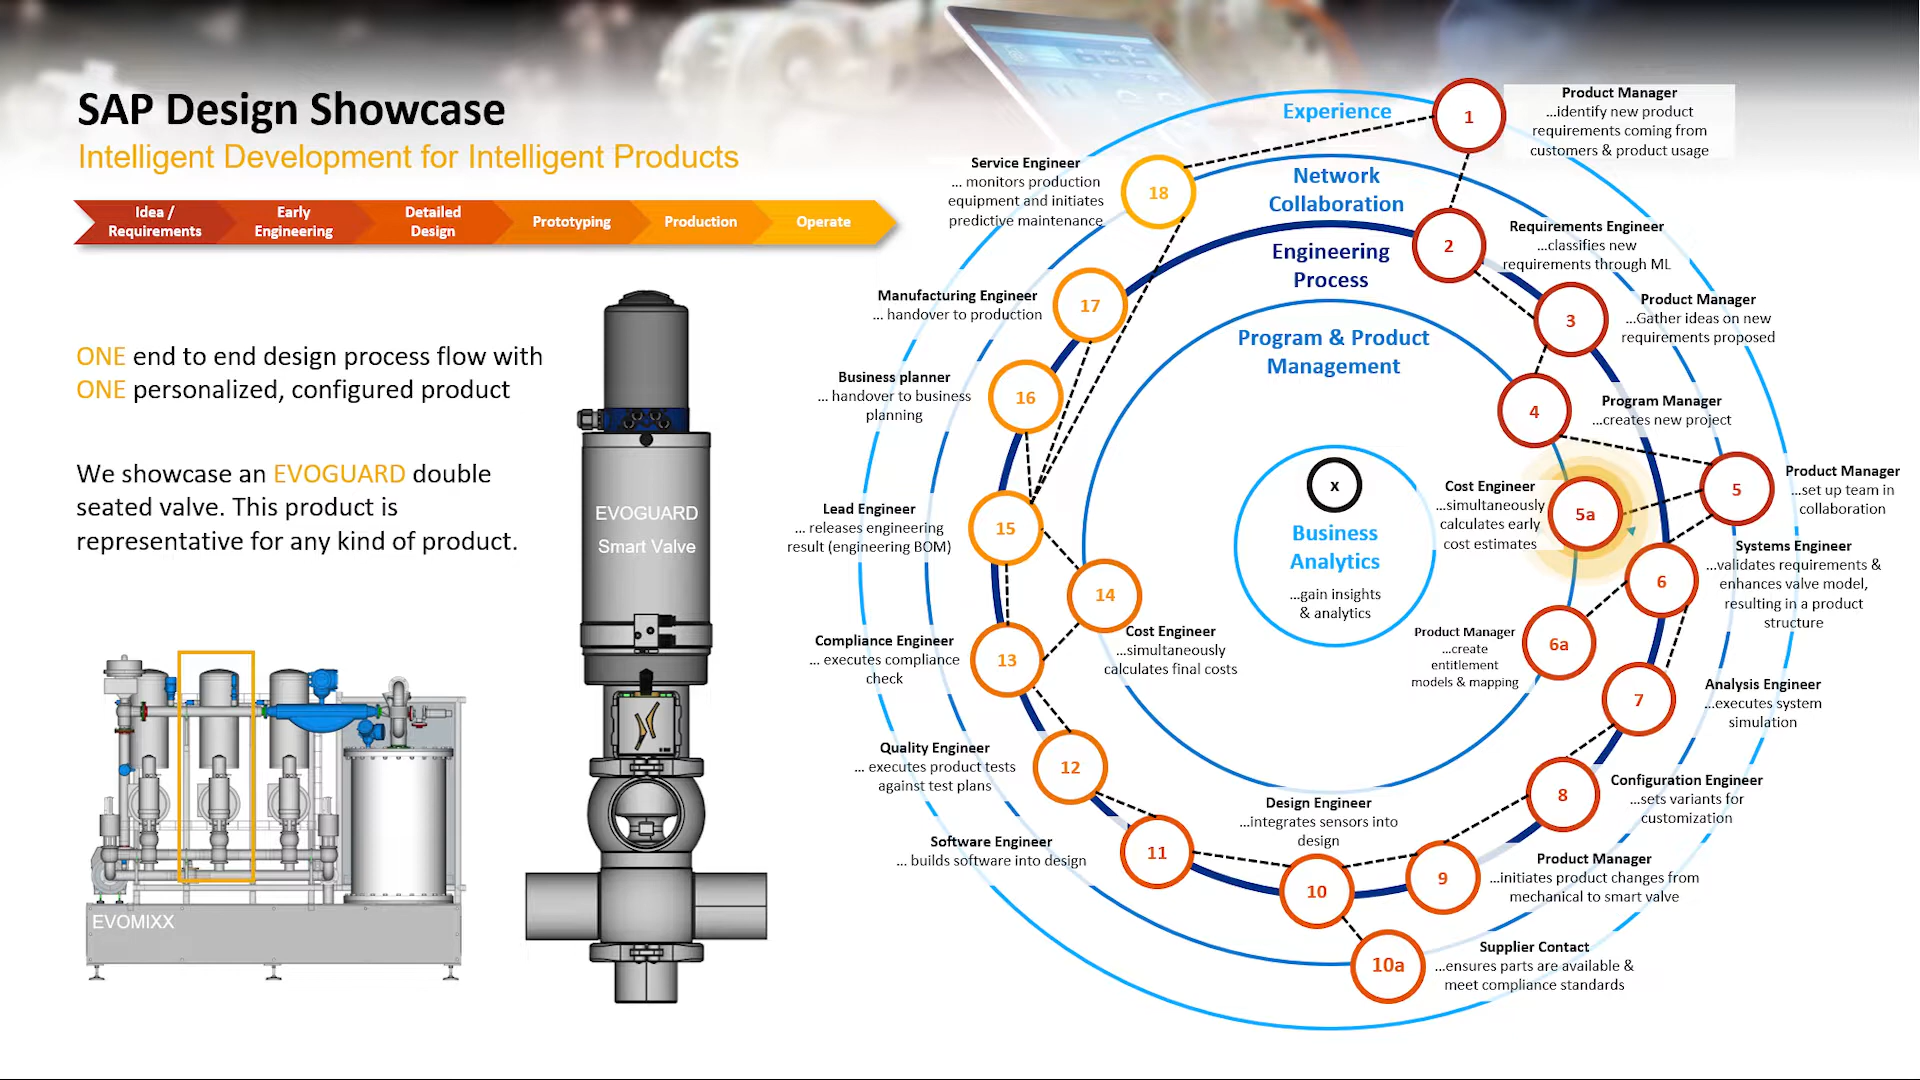 SAP Design Showcase
Intelligent Development for Intelligent Products
Idea /
Requirements
Early
Engineering
Detailed
Design
Prototyping
Production
Operate
ONE end to end design process flow with
ONE personalized, configured product
We showcase an EVOGUARD double
seated valve. This product is
representative for any kind of product.
EVOMIXX
EVOGUARD
Smart Valve
Experience
Network
Collaboration
Engineering
Process
Program & Product
Management
x
Business
Analytics
...gain insights
& analytics
1
Product Manager
...identify new product
requirements coming from
customers & product usage
2
Requirements Engineer
...classifies new
requirements through ML
3
Product Manager
...Gather ideas on new
requirements proposed
4
Program Manager
...creates new project
5
Product Manager
...set up team in
collaboration
5a
Cost Engineer
...simultaneously
calculates early
cost estimates
6
Systems Engineer
...validates requirements &
enhances valve model,
resulting in a product
structure
6a
Product Manager
...create
entitlement
models & mapping
7
Analysis Engineer
...executes system
simulation
8
Configuration Engineer
...sets variants for
customization
9
Product Manager
...initiates product changes from
mechanical to smart valve
10
Design Engineer
...integrates sensors into
design
10a
Supplier Contact
...ensures parts are available &
meet compliance standards
11
Software Engineer
... builds software into design
12
Quality Engineer
... executes product tests
against test plans
13
Compliance Engineer
... executes compliance
check
14
Cost Engineer
...simultaneously
calculates final costs
15
Lead Engineer
... releases engineering
result (engineering BOM)
16
Business planner
... handover to business
planning
17
Manufacturing Engineer
... handover to production
18
Service Engineer
... monitors production
equipment and initiates
predictive maintenance